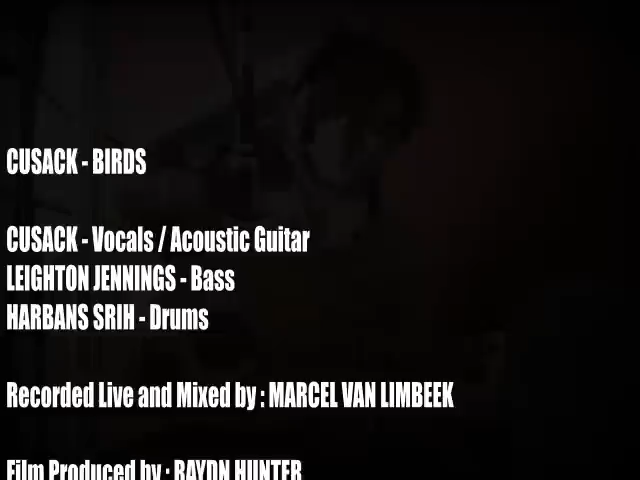 CUSACK - BIRDS
CUSACK - Vocals / Acoustic Guitar
LEIGHTON JENNINGS - Bass
HARBANS SRIH - Drums
Recorded Live and Mixed by : MARCEL VAN LIMBEEK
Film Produced by : RAYDN HUNTER